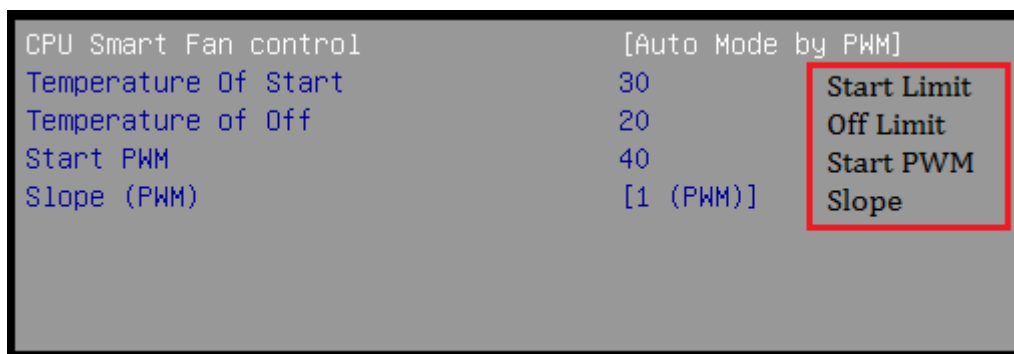 CPU Smart Fan control [Auto Mode by PWM]
Temperature Of Start 30 Start Limit
Temperature of Off 20 Off Limit
Start PWM 40 Start PWM
Slope (PWM) [1 (PWM)] Slope